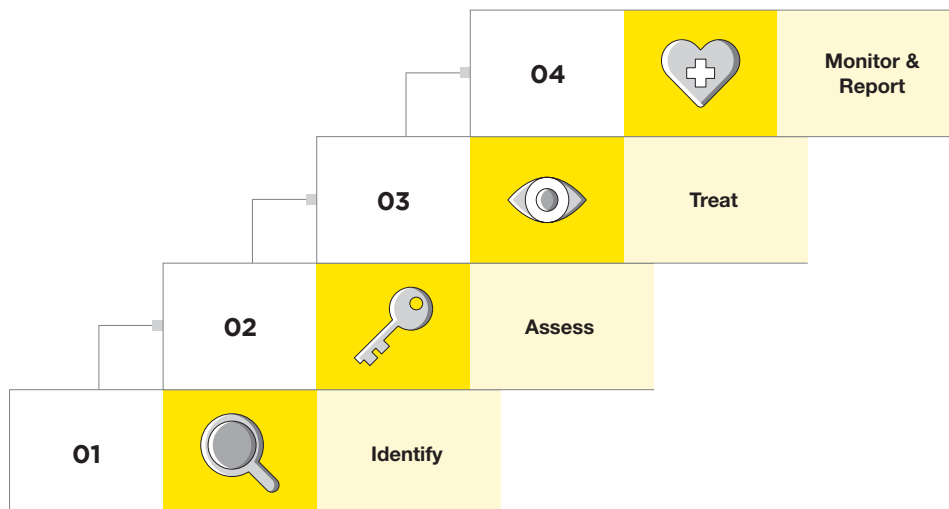 04
Monitor &
Report
03
Treat
02
Assess
01
Identify